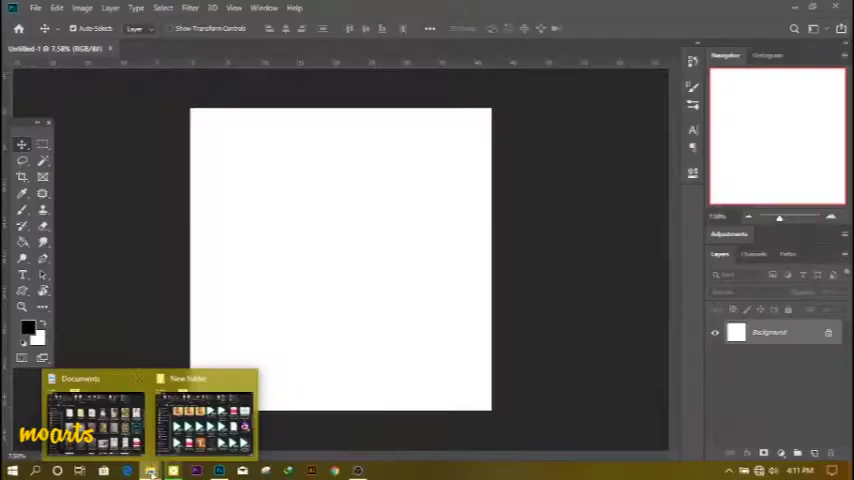 File Edit Image Layer Type Select Filter 3D View Window Help
Auto-Select: Layer Show Transform Controls
Untitled-1 @ 7.58% (RGB/8)
Navigator Histogram
Adjustments
Layers Channels Paths
Background
Documents
New folder
moarts
4:11 PM